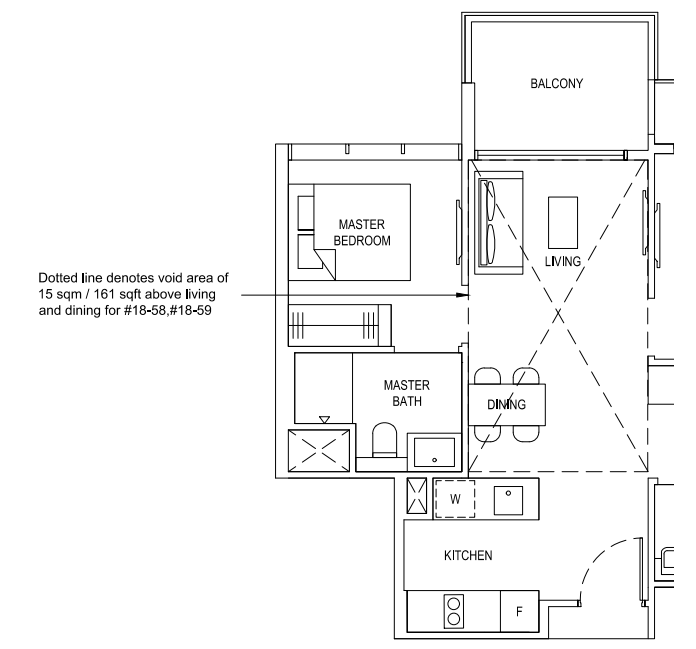 BALCONY
MASTER
BEDROOM
LIVING
Dotted line denotes void area of
15 sqm / 161 sqft above living
and dining for #18-58,#18-59
MASTER
BATH
DINING
W
KITCHEN
F